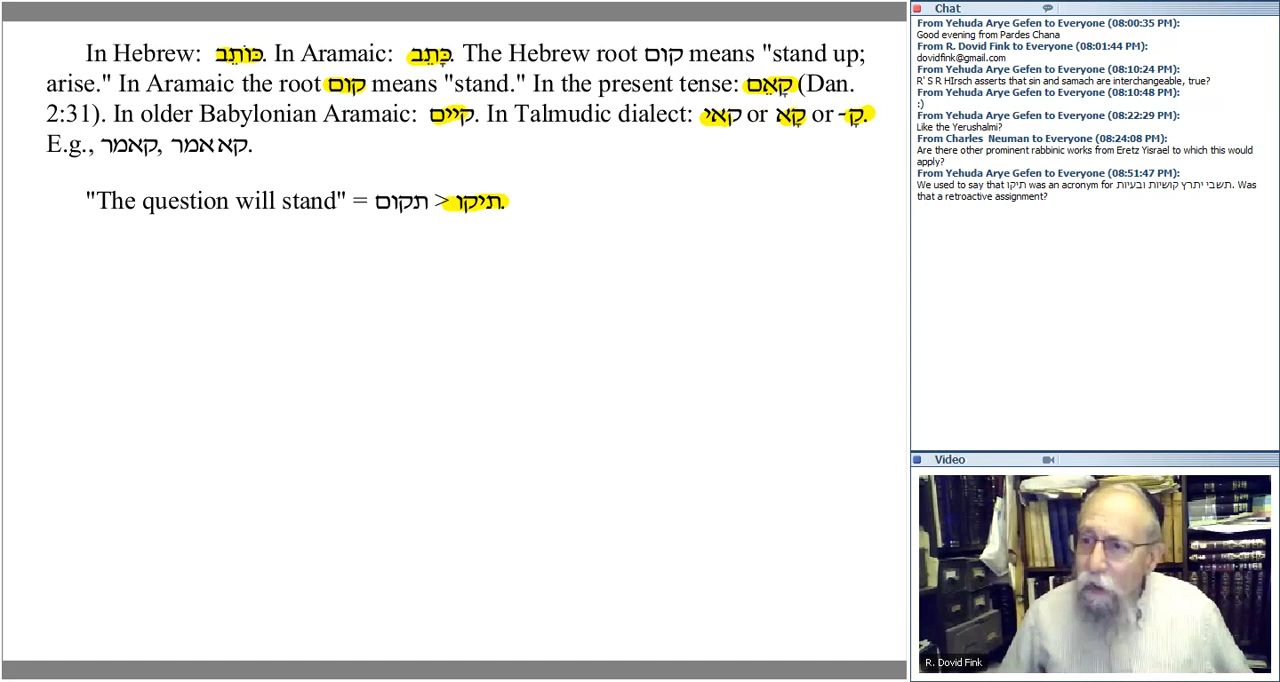 In Hebrew: כּוֹתֵב. In Aramaic: כָּתֵב. The Hebrew root קום means "stand up;
arise." In Aramaic the root קום means "stand." In the present tense: קָאֵם (Dan.
2:31). In older Babylonian Aramaic: קיים. In Talmudic dialect: קאי or קָא or קָ-.
E.g., קא אמר, קאמר.
"The question will stand" = תקום > תיקו.
Chat
From Yehuda Arye Gefen to Everyone (08:00:35 PM):
Good evening from Pardes Chana
From R. Dovid Fink to Everyone (08:01:44 PM):
dovidfink@gmail.com
From Yehuda Arye Gefen to Everyone (08:10:24 PM):
R' S R HIrsch asserts that sin and samach are interchangeable, true?
From Yehuda Arye Gefen to Everyone (08:10:48 PM):
:)
From Yehuda Arye Gefen to Everyone (08:22:29 PM):
Like the Yerushalmi?
From Charles Neuman to Everyone (08:24:08 PM):
Are there other prominent rabbinic works from Eretz Yisrael to which this would
apply?
From Yehuda Arye Gefen to Everyone (08:51:47 PM):
We used to say that תיקו was an acronym for תשבי יתרץ קושיות ובעיות. Was
that a retroactive assignment?
Video
R. Dovid Fink